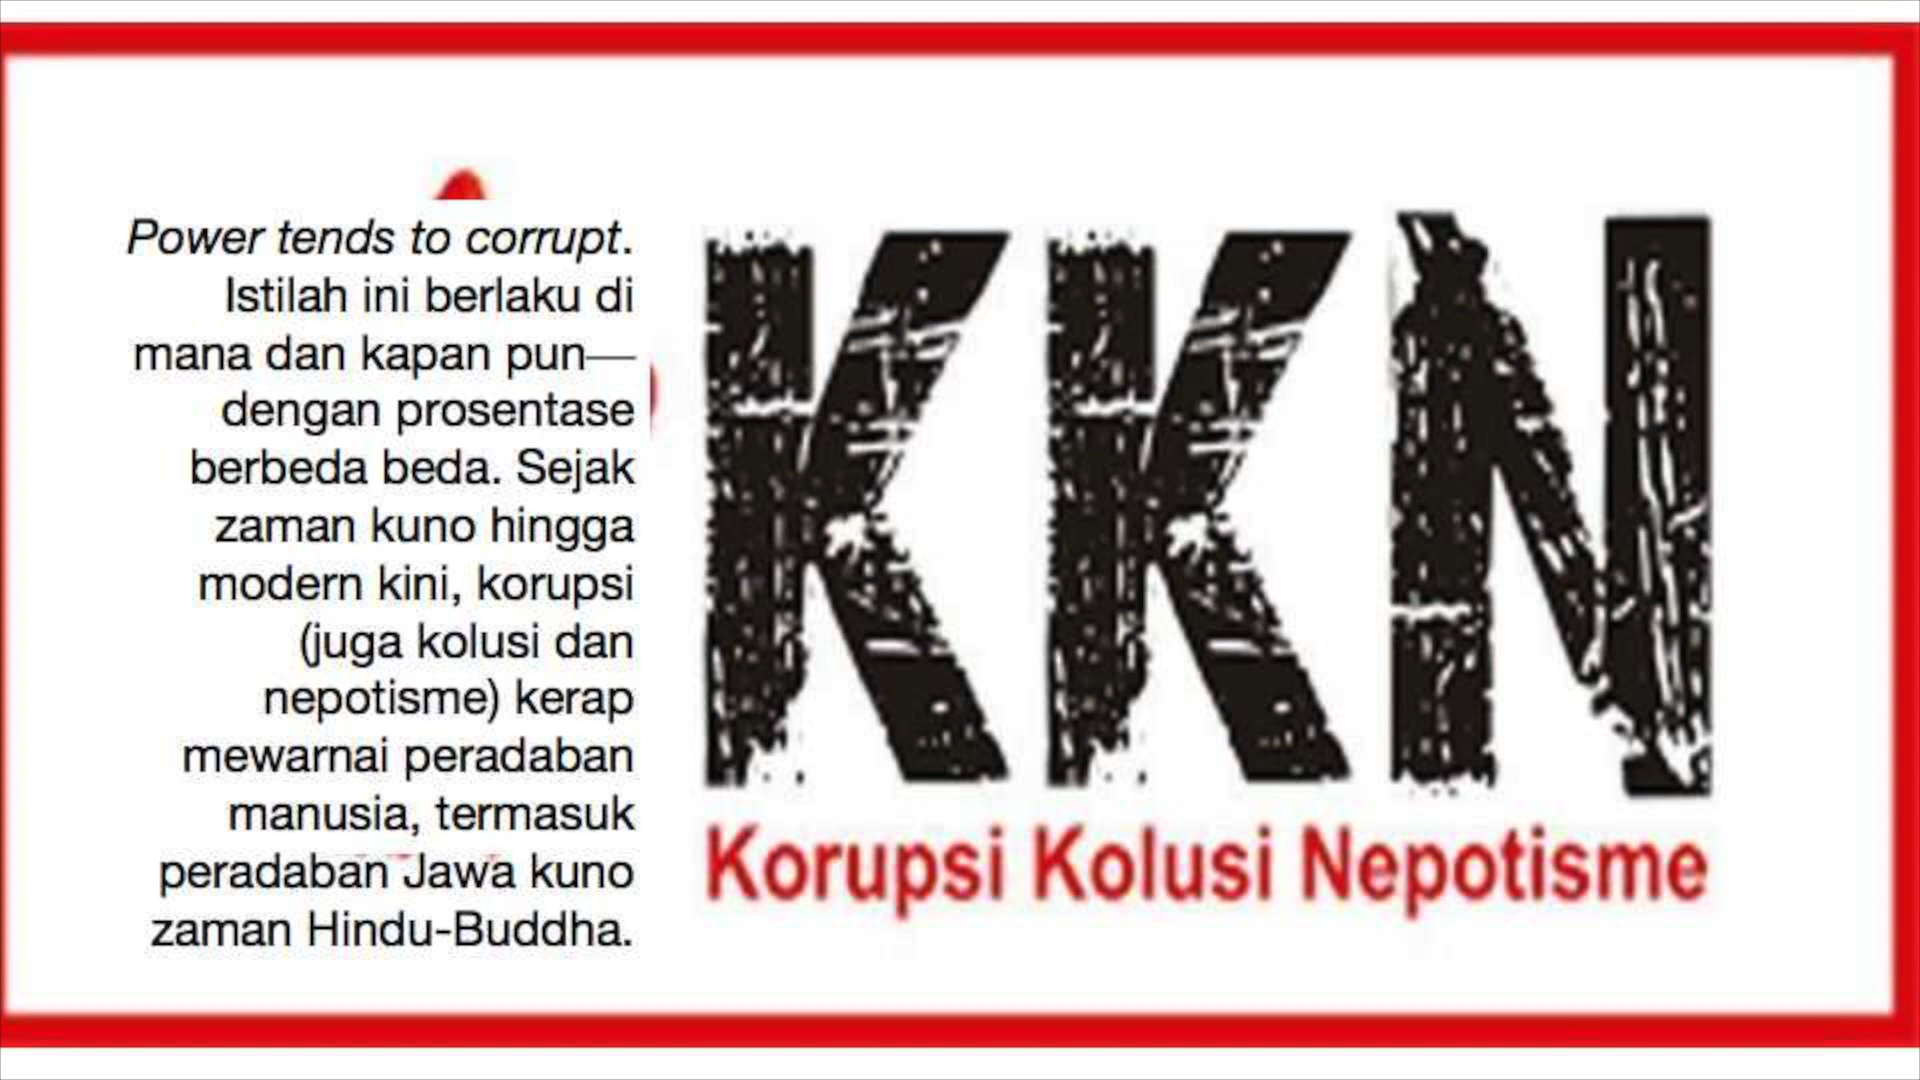 Power tends to corrupt.
Istilah ini berlaku di
mana dan kapan pun—
dengan prosentase
berbeda beda. Sejak
zaman kuno hingga
modern kini, korupsi
(juga kolusi dan
nepotisme) kerap
mewarnai peradaban
manusia, termasuk
peradaban Jawa kuno
zaman Hindu-Buddha.
KKN
Korupsi Kolusi Nepotisme